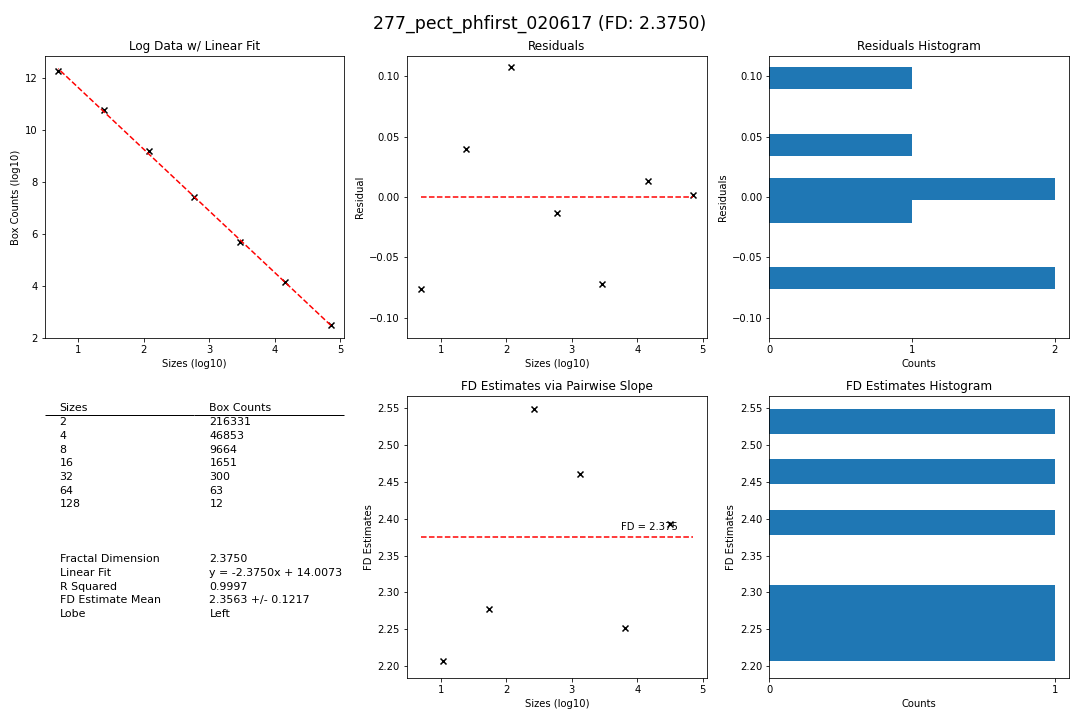 277_pect_phfirst_020617 (FD: 2.3750)
Log Data w/ Linear Fit
12
10
8
6
4
2
Box Counts (log10)
1 2 3 4 5
Sizes (log10)
Residuals
0.10
0.05
0.00
−0.05
−0.10
Residual
1 2 3 4 5
Sizes (log10)
Residuals Histogram
0.10
0.05
0.00
−0.05
−0.10
Residuals
0 1 2
Counts
Sizes Box Counts
2 216331
4 46853
8 9664
16 1651
32 300
64 63
128 12
Fractal Dimension 2.3750
Linear Fit y = -2.3750x + 14.0073
R Squared 0.9997
FD Estimate Mean 2.3563 +/- 0.1217
Lobe Left
FD Estimates via Pairwise Slope
2.55
2.50
2.45
2.40
2.35
2.30
2.25
2.20
FD Estimates
FD = 2.375
1 2 3 4 5
Sizes (log10)
FD Estimates Histogram
2.55
2.50
2.45
2.40
2.35
2.30
2.25
2.20
FD Estimates
0 1
Counts